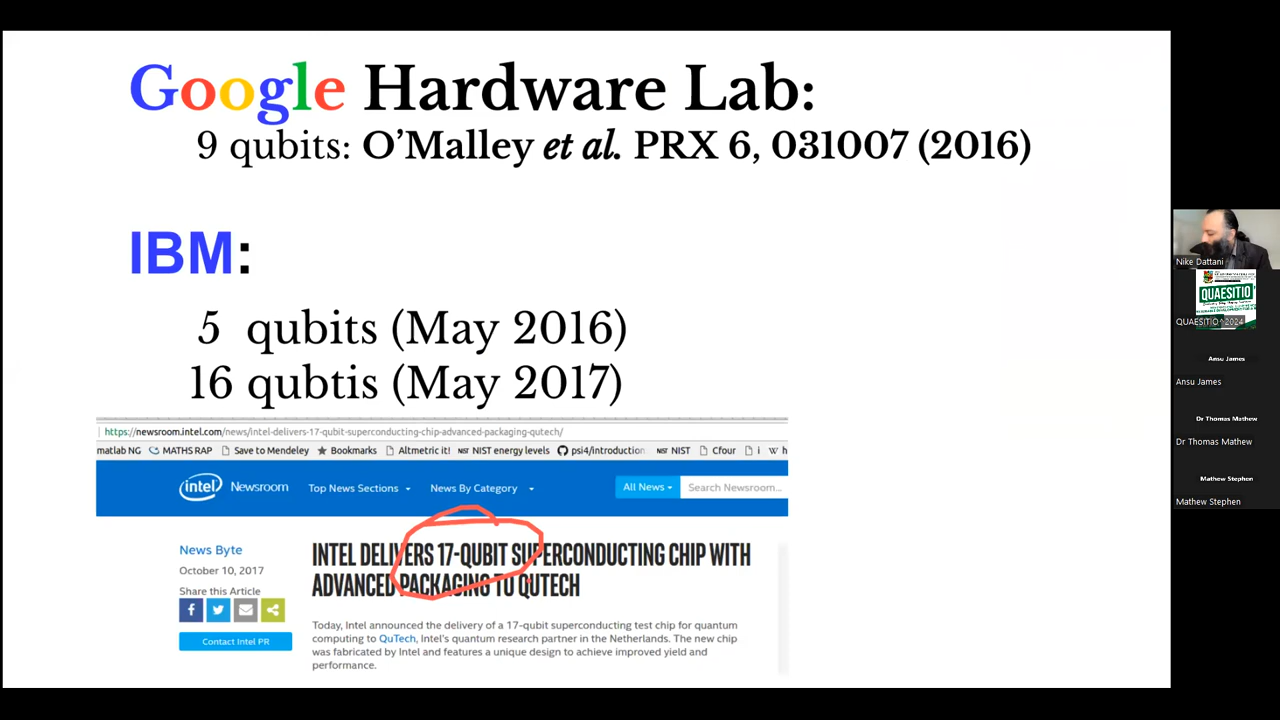 Google Hardware Lab:
9 qubits: O’Malley et al. PRX 6, 031007 (2016)
IBM:
5 qubits (May 2016)
16 qubtis (May 2017)
https://newsroom.intel.com/news/intel-delivers-17-qubit-superconducting-chip-advanced-packaging-qutech/
matlab NG MATHS RAP Save to Mendeley Bookmarks Altmetric it! NIST NIST energy levels psi4/introduction NIST NIST Cfour i W h
intel Newsroom Top News Sections News By Category All News Search Newsroom...
News Byte
October 10, 2017
Share this Article
Contact Intel PR
INTEL DELIVERS 17-QUBIT SUPERCONDUCTING CHIP WITH
ADVANCED PACKAGING TO QUTECH
Today, Intel announced the delivery of a 17-qubit superconducting test chip for quantum
computing to QuTech, Intel's quantum research partner in the Netherlands. The new chip
was fabricated by Intel and features a unique design to achieve improved yield and
performance.
Nike Dattani
QUAESITIO
QUAESITIO^2024
Ansu James
Ansu James
Dr Thomas Mathew
Dr Thomas Mathew
Mathew Stephen
Mathew Stephen